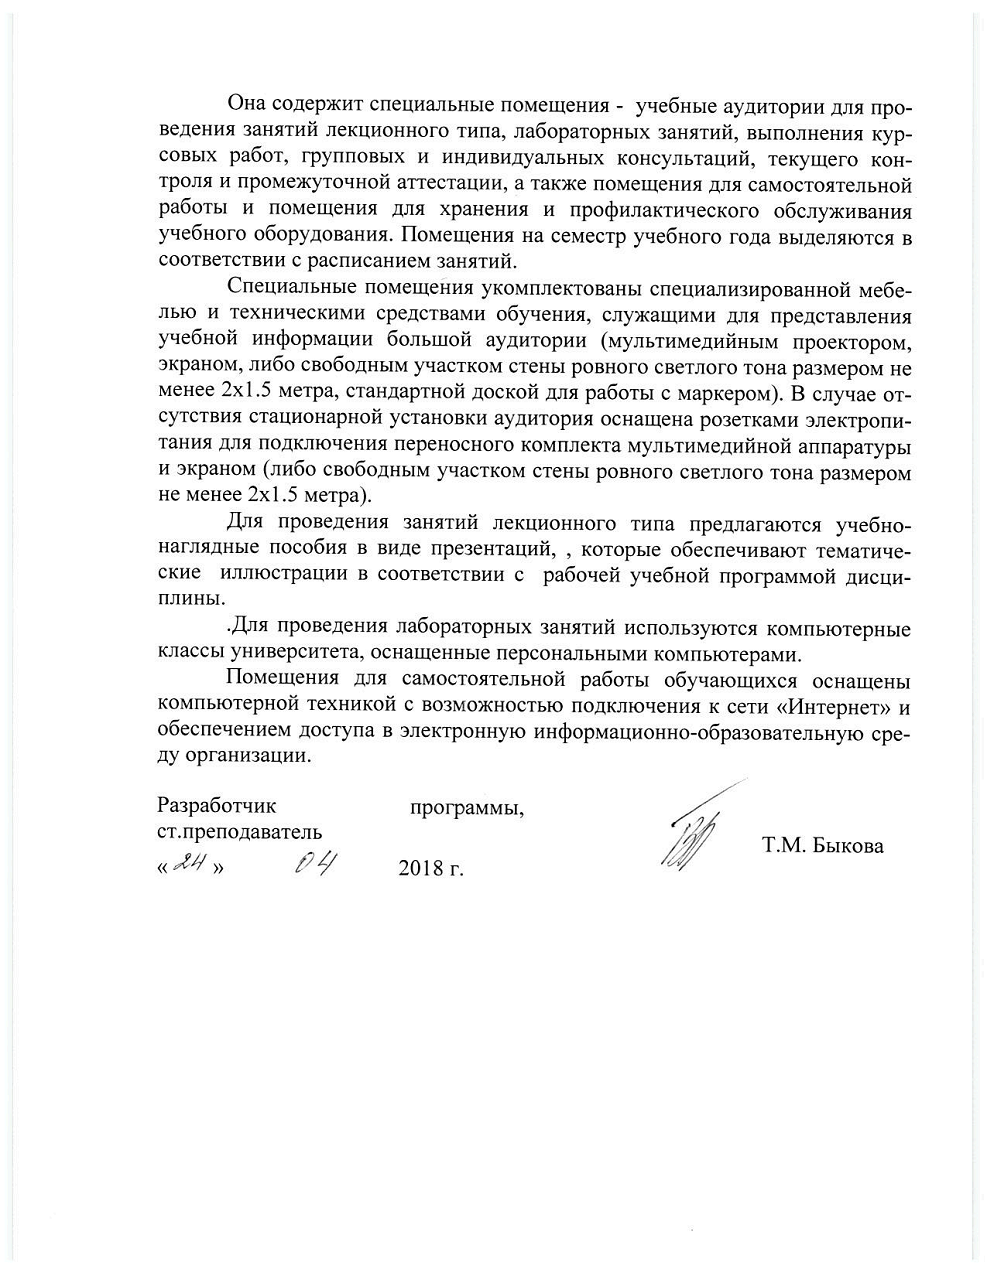 Она содержит специальные помещения -  учебные аудитории для про-
ведения занятий лекционного типа, лабораторных занятий, выполнения кур-
совых работ, групповых и индивидуальных консультаций, текущего кон-
троля и промежуточной аттестации, а также помещения для самостоятельной
работы и помещения для хранения и профилактического обслуживания
учебного оборудования. Помещения на семестр учебного года выделяются в
соответствии с расписанием занятий.
Специальные помещения укомплектованы специализированной мебе-
лью и техническими средствами обучения, служащими для представления
учебной информации большой аудитории (мультимедийным проектором,
экраном, либо свободным участком стены ровного светлого тона размером не
менее 2х1.5 метра, стандартной доской для работы с маркером). В случае от-
сутствия стационарной установки аудитория оснащена розетками электропи-
тания для подключения переносного комплекта мультимедийной аппаратуры
и экраном (либо свободным участком стены ровного светлого тона размером
не менее 2х1.5 метра).
Для проведения занятий лекционного типа предлагаются учебно-
наглядные пособия в виде презентаций, , которые обеспечивают тематиче-
ские  иллюстрации в соответствии с  рабочей учебной программой дисци-
плины.
.Для проведения лабораторных занятий используются компьютерные
классы университета, оснащенные персональными компьютерами.
Помещения для самостоятельной работы обучающихся оснащены
компьютерной техникой с возможностью подключения к сети «Интернет» и
обеспечением доступа в электронную информационно-образовательную сре-
ду организации.
Разработчик программы,
ст.преподаватель
Т.М. Быкова
«24» 04 2018 г.